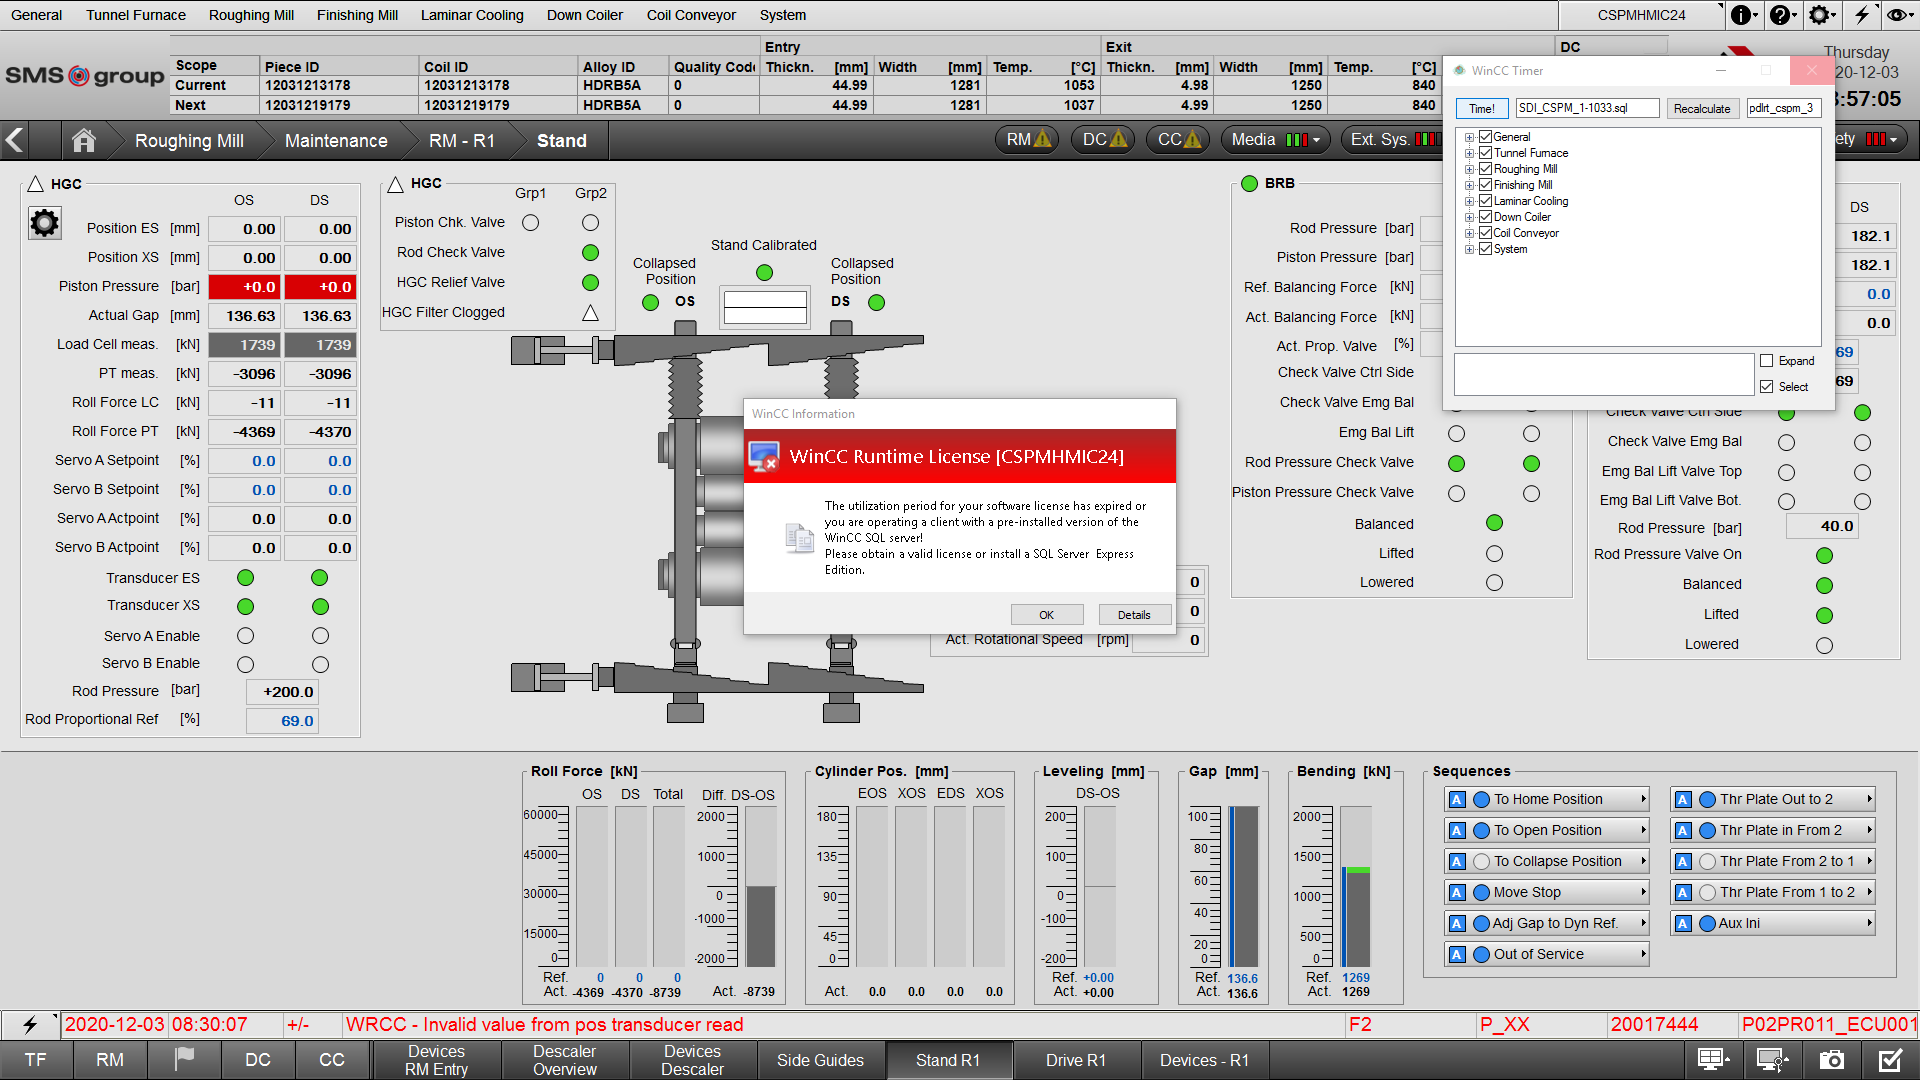 General Tunnel Furnace Roughing Mill Finishing Mill Laminar Cooling Down Coiler Coil Conveyor System CSPMHMIC24
SMS group
Entry Exit DC
Scope Piece ID Coil ID Alloy ID Quality Code Thickn. [mm] Width [mm] Temp. [°C] Thickn. [mm] Width [mm] Temp. [°C]
Current 12031213178 12031213178 HDRB5A 0 44.99 1281 1053 4.98 1250 840
Next 12031219179 12031219179 HDRB5A 0 44.99 1281 1037 4.99 1250 840
Thursday
20-12-03
:57:05
Roughing Mill Maintenance RM - R1 Stand
RM DC CC Media Ext. Sys. ety
WinCC Timer
Time! SDI_CSPM_1-1033.sql Recalculate pdlrt_cspm_3
General
Tunnel Furnace
Roughing Mill
Finishing Mill
Laminar Cooling
Down Coiler
Coil Conveyor
System
Expand
Select
HGC
OS DS
Position ES [mm] 0.00 0.00
Position XS [mm] 0.00 0.00
Piston Pressure [bar] +0.0 +0.0
Actual Gap [mm] 136.63 136.63
Load Cell meas. [kN] 1739 1739
PT meas. [kN] -3096 -3096
Roll Force LC [kN] -11 -11
Roll Force PT [kN] -4369 -4370
Servo A Setpoint [%] 0.0 0.0
Servo B Setpoint [%] 0.0 0.0
Servo A Actpoint [%] 0.0 0.0
Servo B Actpoint [%] 0.0 0.0
Transducer ES
Transducer XS
Servo A Enable
Servo B Enable
Rod Pressure [bar] +200.0
Rod Proportional Ref [%] 69.0
HGC
Grp1 Grp2
Piston Chk. Valve
Rod Check Valve
HGC Relief Valve
HGC Filter Clogged
Stand Calibrated
Collapsed Position OS
Collapsed Position DS
WinCC Information
WinCC Runtime License [CSPMHMIC24]
The utilization period for your software license has expired or
you are operating a client with a pre-installed version of the
WinCC SQL server!
Please obtain a valid license or install a SQL Server Express
Edition.
OK Details
0
0
Act. Rotational Speed [rpm] 0
BRB
Rod Pressure [bar]
Piston Pressure [bar]
Ref. Balancing Force [kN]
Act. Balancing Force [kN]
Act. Prop. Valve [%]
Check Valve Ctrl Side
Check Valve Emg Bal
Emg Bal Lift
Rod Pressure Check Valve
Piston Pressure Check Valve
Balanced
Lifted
Lowered
DS
182.1
182.1
0.0
0.0
69
69
Check Valve Ctrl Side
Check Valve Emg Bal
Emg Bal Lift Valve Top
Emg Bal Lift Valve Bot.
Rod Pressure [bar] 40.0
Rod Pressure Valve On
Balanced
Lifted
Lowered
Roll Force [kN]
OS DS Total Diff. DS-OS
60000
45000
30000
15000
0
2000
1000
0
-1000
-2000
Ref. 0 0 0
Act. -4369 -4370 -8739 Act. -8739
Cylinder Pos. [mm]
EOS XOS EDS XOS
180
135
90
45
0
Act. 0.0 0.0 0.0 0.0
Leveling [mm]
DS-OS
200
100
0
-100
-200
Ref. +0.00
Act. +0.00
Gap [mm]
100
80
60
40
20
0
Ref. 136.6
Act. 136.6
Bending [kN]
2000
1500
1000
500
0
Ref. 1269
Act. 1269
Sequences
A To Home Position A Thr Plate Out to 2
A To Open Position A Thr Plate in From 2
A To Collapse Position A Thr Plate From 2 to 1
A Move Stop A Thr Plate From 1 to 2
A Adj Gap to Dyn Ref. A Aux Ini
A Out of Service
2020-12-03 08:30:07 +/- WRCC - Invalid value from pos transducer read F2 P_XX 20017444 P02PR011_ECU001
TF RM DC CC Devices RM Entry Descaler Overview Devices Descaler Side Guides Stand R1 Drive R1 Devices - R1